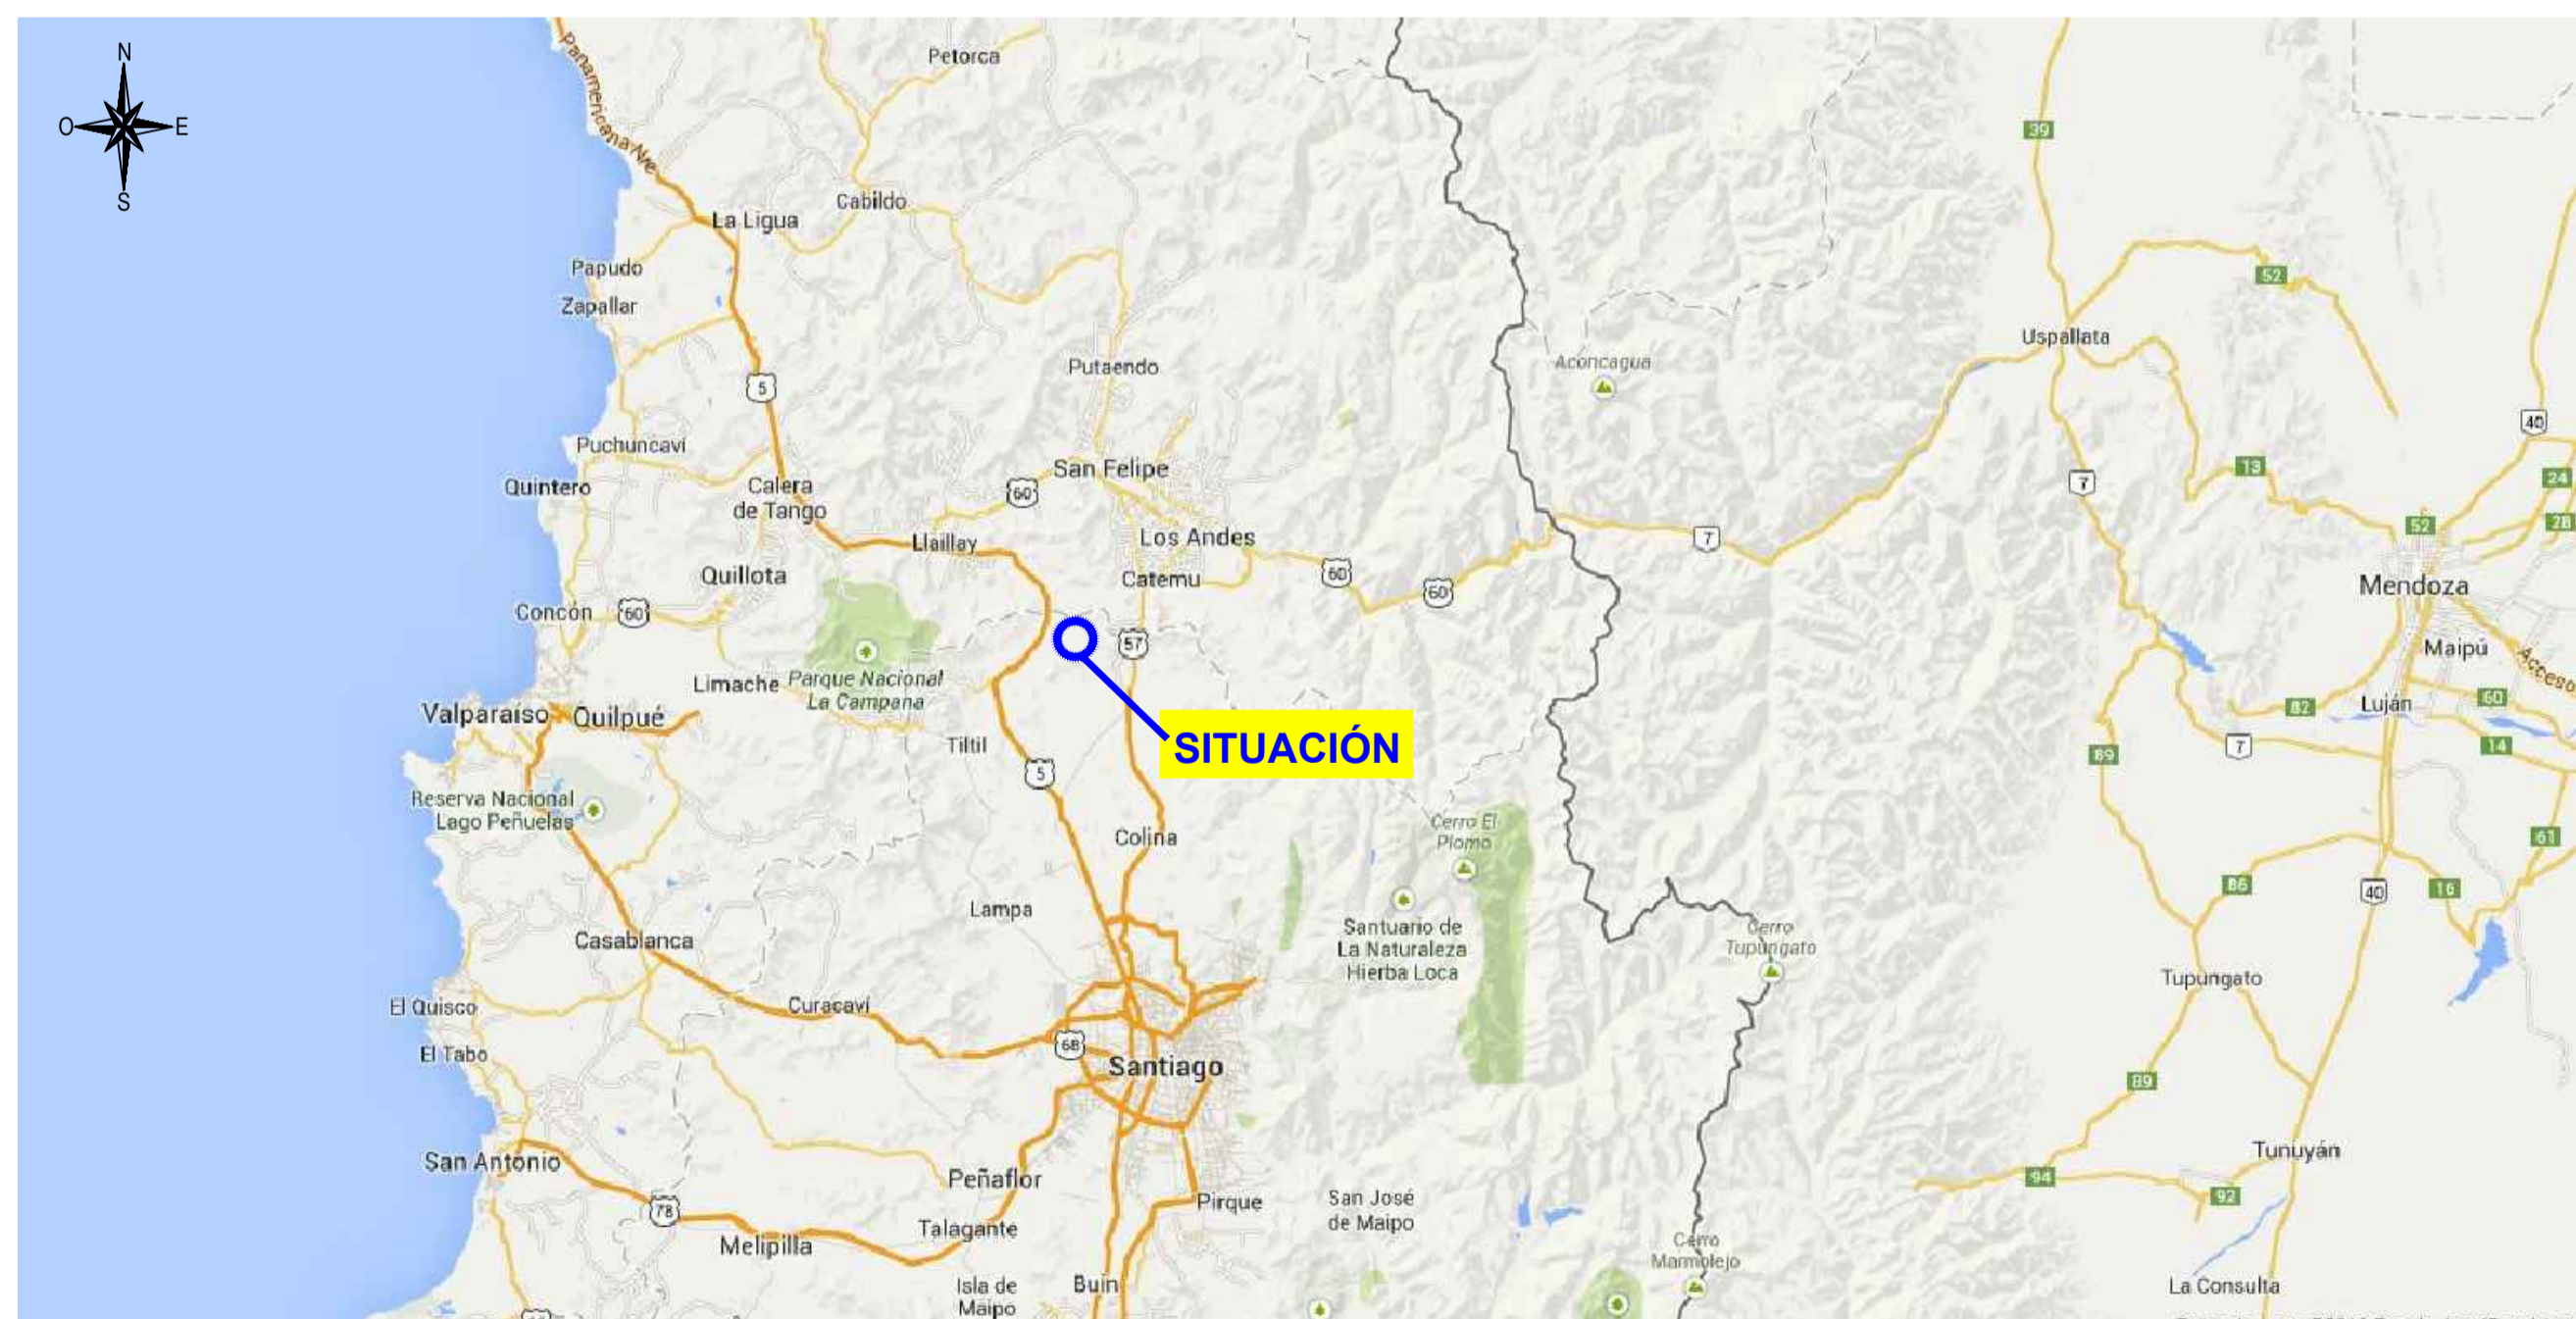 N
O
E
S
Panamericana Nte
Petorca
Cabildo
La Ligua
Papudo
Zapallar
5
Putaendo
Aconcagua
39
52
Uspallata
40
Puchuncaví
Quintero
Calera
de Tango
60
San Felipe
Los Andes
Llaillay
Catemu
60
60
7
7
13
24
52
28
Mendoza
Quillota
Concón
60
57
Maipú
Acceso
Limache
Parque Nacional
La Campana
Valparaíso
Quilpué
SITUACIÓN
Tiltil
5
82
Luján
60
89
7
14
Reserva Nacional
Lago Peñuelas
Colina
Cerro El
Plomo
61
Lampa
Santuario de
La Naturaleza
Hierba Loca
Cerro
Tupungato
86
40
16
Casablanca
Tupungato
El Quisco
Curacaví
El Tabo
68
Santiago
89
San Antonio
Peñaflor
Tunuyán
94
92
78
Pirque
San José
de Maipo
Talagante
Melipilla
Cerro
Marmolejo
Isla de
Maipo
Buin
La Consulta